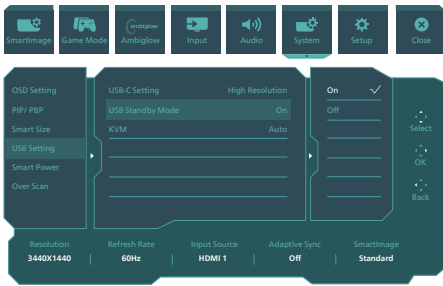 SmartImage Game Mode Ambiglow Input Audio System Setup Close
ambiglow
OSD Setting
PIP/ PBP
Smart Size
USB Setting
Smart Power
Over Scan
USB-C Setting High Resolution
USB Standby Mode On
KVM Auto
On
Off
Select
OK
Back
Resolution Refresh Rate Input Source Adaptive Sync SmartImage
3440X1440 | 60Hz | HDMI 1 | Off | Standard